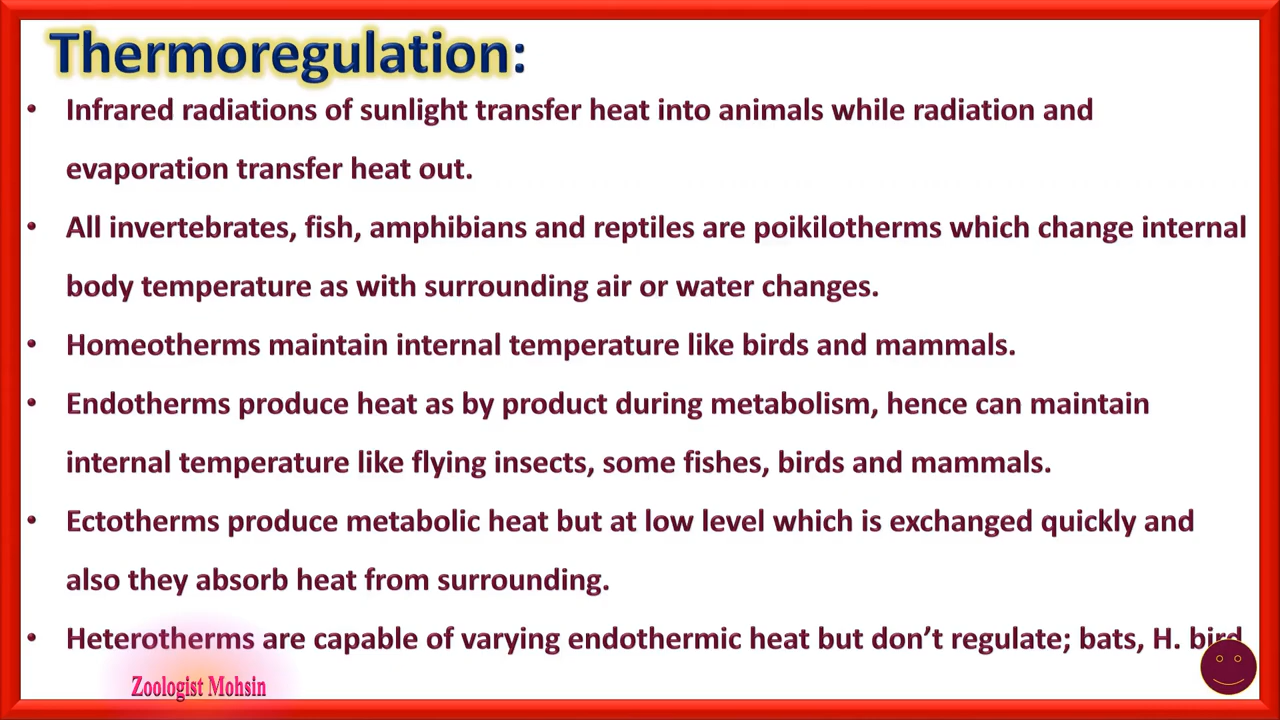 Thermoregulation:
• Infrared radiations of sunlight transfer heat into animals while radiation and
evaporation transfer heat out.
• All invertebrates, fish, amphibians and reptiles are poikilotherms which change internal
body temperature as with surrounding air or water changes.
• Homeotherms maintain internal temperature like birds and mammals.
• Endotherms produce heat as by product during metabolism, hence can maintain
internal temperature like flying insects, some fishes, birds and mammals.
• Ectotherms produce metabolic heat but at low level which is exchanged quickly and
also they absorb heat from surrounding.
• Heterotherms are capable of varying endothermic heat but don’t regulate; bats, H. bird
Zoologist Mohsin